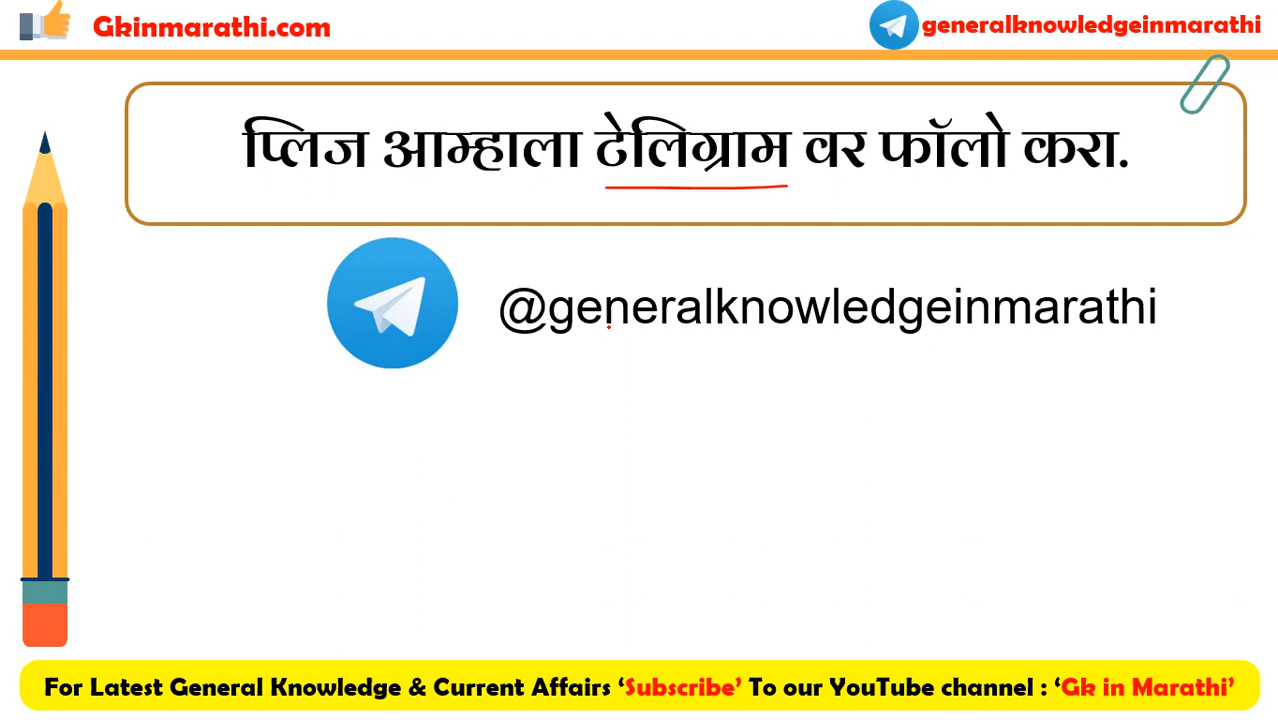 Gkinmarathi.com
generalknowledgeinmarathi
प्लिज आम्हाला टेलिग्राम वर फॉलो करा.
@generalknowledgeinmarathi
For Latest General Knowledge & Current Affairs ‘Subscribe’ To our YouTube channel : ‘Gk in Marathi’